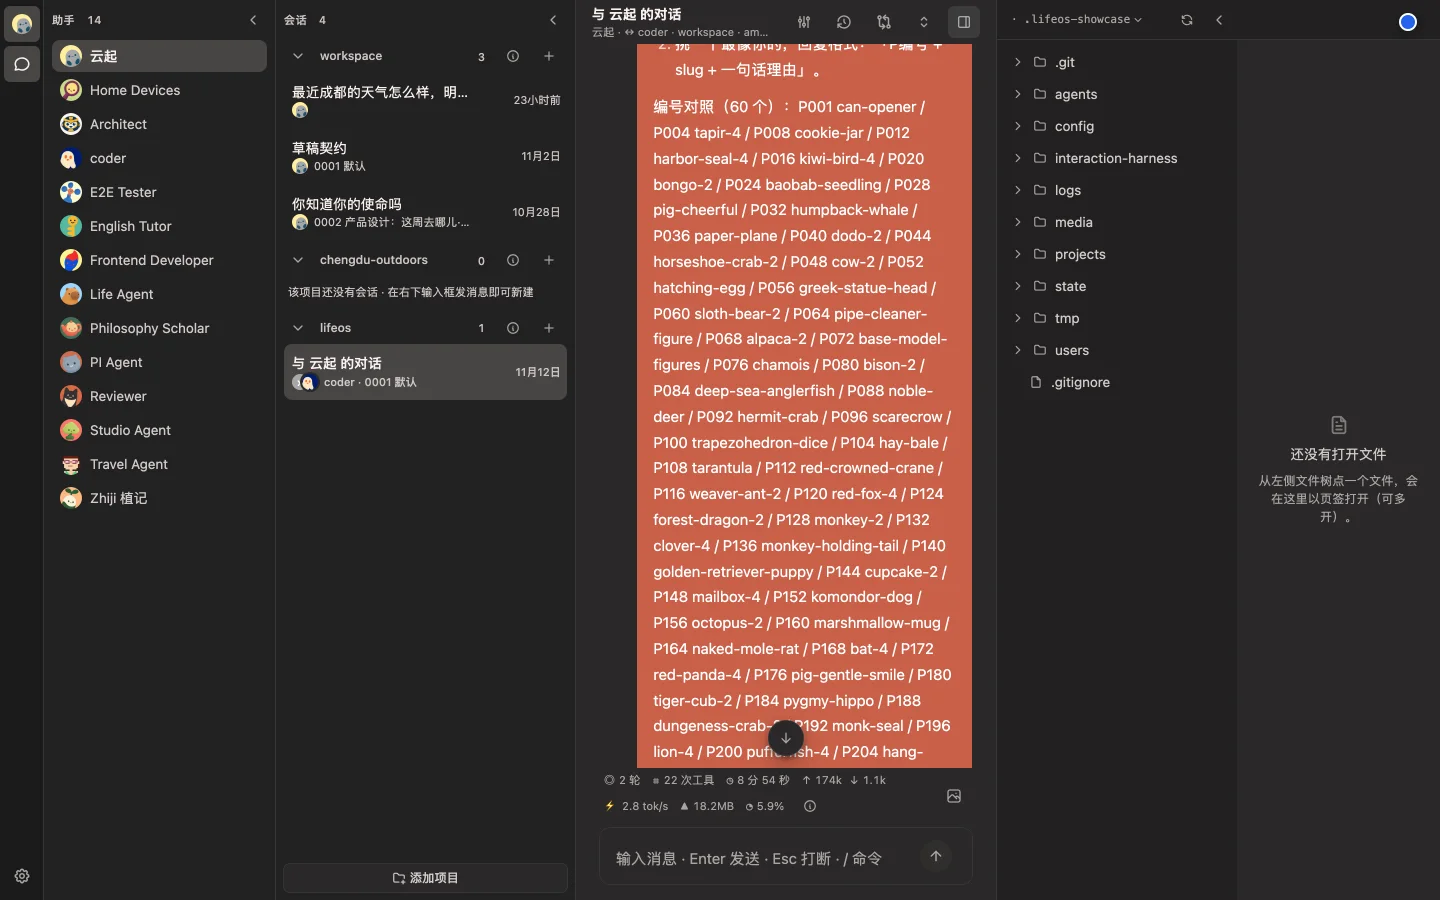 助手 14
云起
Home Devices
Architect
coder
E2E Tester
English Tutor
Frontend Developer
Life Agent
Philosophy Scholar
PI Agent
Reviewer
Studio Agent
Travel Agent
Zhiji 植记
会话 4
workspace 3
最近成都的天气怎么样，明...
23小时前
草稿契约
0001 默认
11月2日
你知道你的使命吗
0002 产品设计：这周去哪儿·...
10月28日
chengdu-outdoors 0
该项目还没有会话 · 在右下输入框发消息即可新建
lifeos 1
与 云起 的对话
coder · 0001 默认
11月12日
添加项目
与 云起 的对话
云起 · ↔ coder · workspace · am...
slug + 一句话理由」。
编号对照（60 个）：P001 can-opener /
P004 tapir-4 / P008 cookie-jar / P012
harbor-seal-4 / P016 kiwi-bird-4 / P020
bongo-2 / P024 baobab-seedling / P028
pig-cheerful / P032 humpback-whale /
P036 paper-plane / P040 dodo-2 / P044
horseshoe-crab-2 / P048 cow-2 / P052
hatching-egg / P056 greek-statue-head /
P060 sloth-bear-2 / P064 pipe-cleaner-
figure / P068 alpaca-2 / P072 base-model-
figures / P076 chamois / P080 bison-2 /
P084 deep-sea-anglerfish / P088 noble-
deer / P092 hermit-crab / P096 scarecrow /
P100 trapezohedron-dice / P104 hay-bale /
P108 tarantula / P112 red-crowned-crane /
P116 weaver-ant-2 / P120 red-fox-4 / P124
forest-dragon-2 / P128 monkey-2 / P132
clover-4 / P136 monkey-holding-tail / P140
golden-retriever-puppy / P144 cupcake-2 /
P148 mailbox-4 / P152 komondor-dog /
P156 octopus-2 / P160 marshmallow-mug /
P164 naked-mole-rat / P168 bat-4 / P172
red-panda-4 / P176 pig-gentle-smile / P180
tiger-cub-2 / P184 pygmy-hippo / P188
dungeness-crab- P192 monk-seal / P196
lion-4 / P200 -4 / P204 hang-
2 轮 22 次工具 8 分 54 秒 ↑ 174k ↓ 1.1k
2.8 tok/s 18.2MB 5.9%
输入消息 · Enter 发送 · Esc 打断 · / 命令
· .lifeos-showcase
.git
agents
config
interaction-harness
logs
media
projects
state
tmp
users
.gitignore
还没有打开文件
从左侧文件树点一个文件，会
在这里以页签打开（可多
开）。